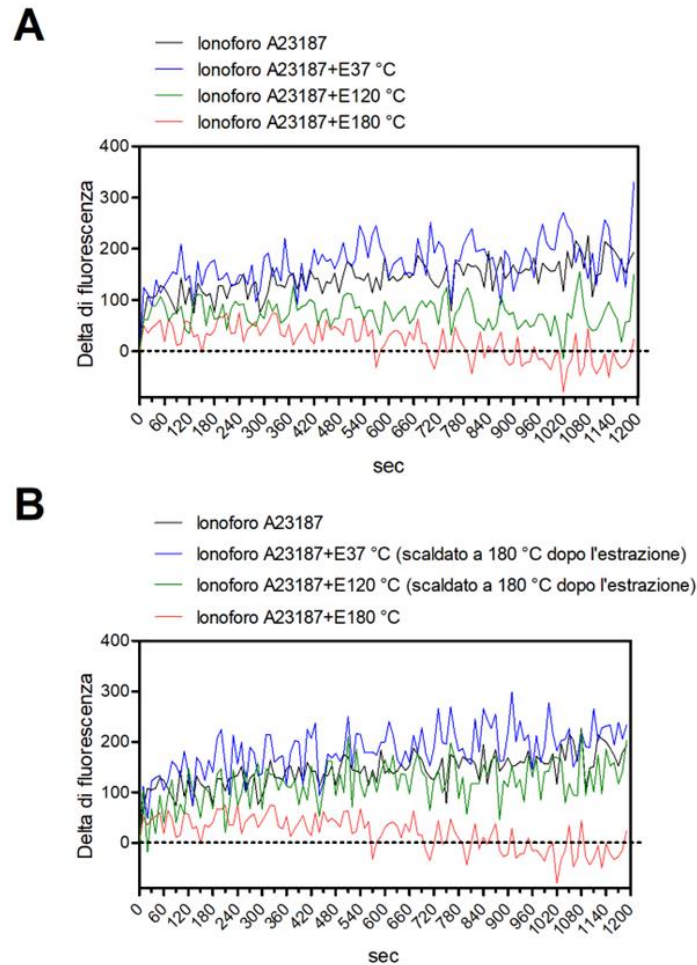 A
Ionoforo A23187
Ionoforo A23187+E37 °C
Ionoforo A23187+E120 °C
Ionoforo A23187+E180 °C
400
300
200
100
0
Delta di fluorescenza
0 60 120 180 240 300 360 420 480 540 600 660 720 780 840 900 960 1020 1080 1140 1200
sec
B
Ionoforo A23187
Ionoforo A23187+E37 °C (scaldato a 180 °C dopo l'estrazione)
Ionoforo A23187+E120 °C (scaldato a 180 °C dopo l'estrazione)
Ionoforo A23187+E180 °C
400
300
200
100
0
Delta di fluorescenza
0 60 120 180 240 300 360 420 480 540 600 660 720 780 840 900 960 1020 1080 1140 1200
sec